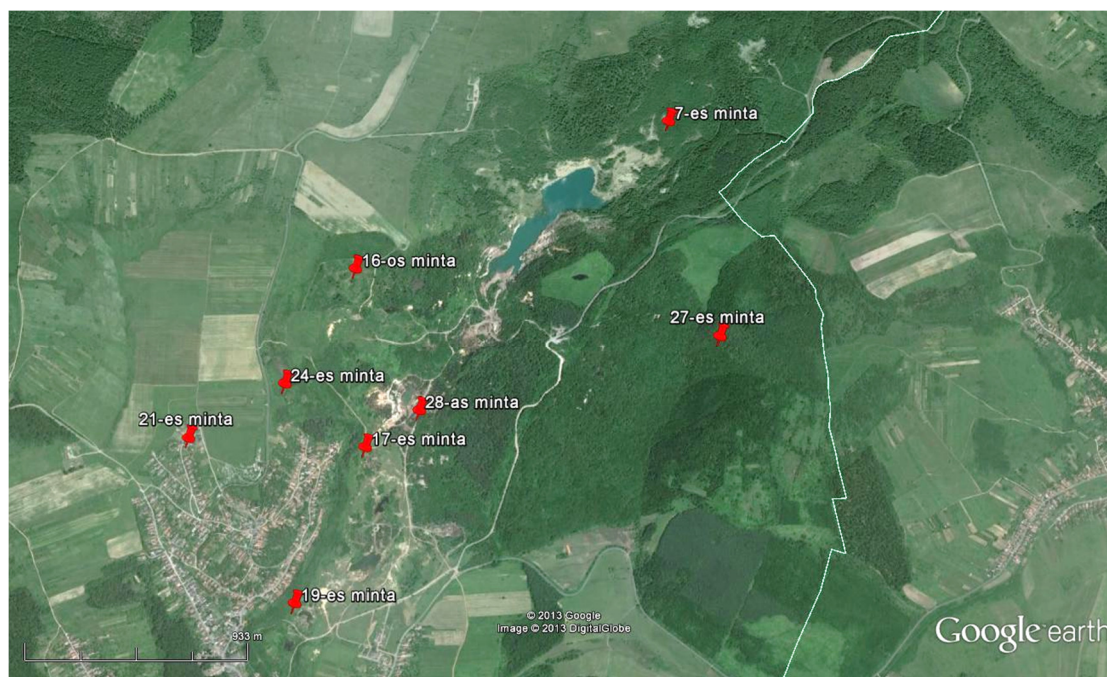 7-es minta
16-os minta
27-es minta
24-es minta
28-as minta
21-es minta
17-es minta
19-es minta
© 2013 Google
Image © 2013 DigitalGlobe
933 m
Google earth